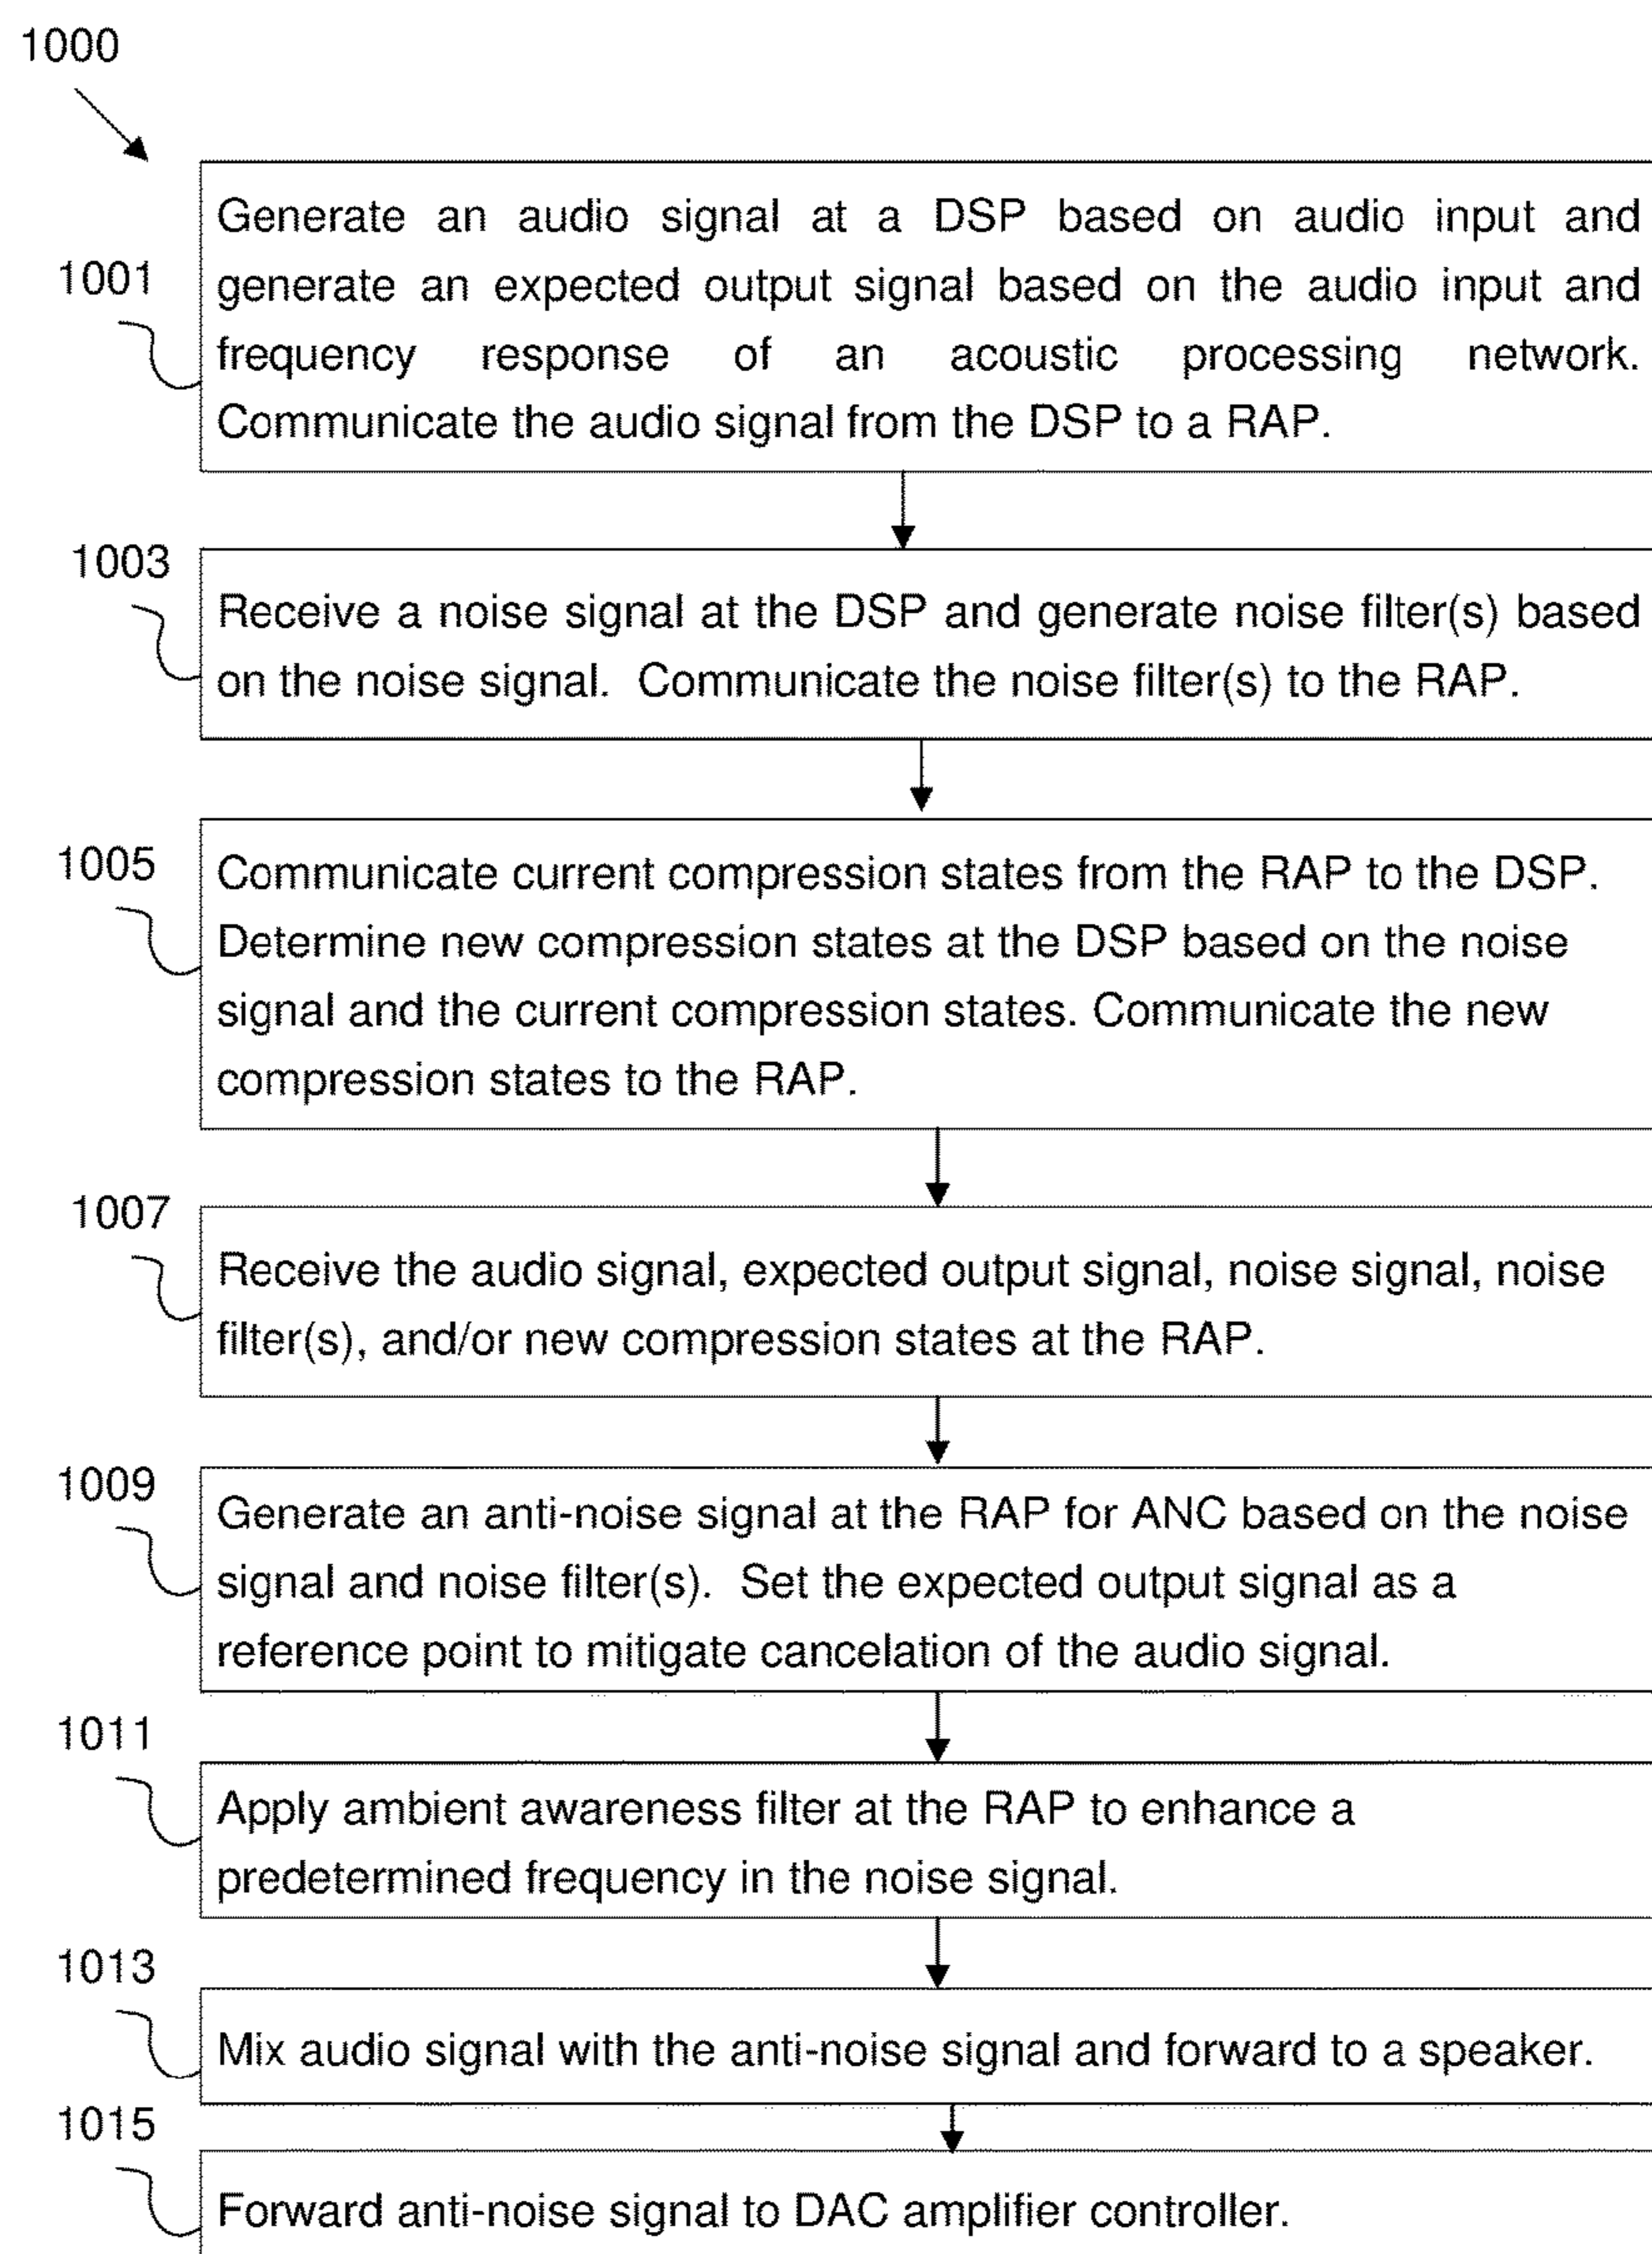 1000
1001
Generate an audio signal at a DSP based on audio input and
generate an expected output signal based on the audio input and
frequency response of an acoustic processing network.
Communicate the audio signal from the DSP to a RAP.
1003
Receive a noise signal at the DSP and generate noise filter(s) based
on the noise signal. Communicate the noise filter(s) to the RAP.
1005
Communicate current compression states from the RAP to the DSP.
Determine new compression states at the DSP based on the noise
signal and the current compression states. Communicate the new
compression states to the RAP.
1007
Receive the audio signal, expected output signal, noise signal, noise
filter(s), and/or new compression states at the RAP.
1009
Generate an anti-noise signal at the RAP for ANC based on the noise
signal and noise filter(s). Set the expected output signal as a
reference point to mitigate cancelation of the audio signal.
1011
Apply ambient awareness filter at the RAP to enhance a
predetermined frequency in the noise signal.
1013
Mix audio signal with the anti-noise signal and forward to a speaker.
1015
Forward anti-noise signal to DAC amplifier controller.